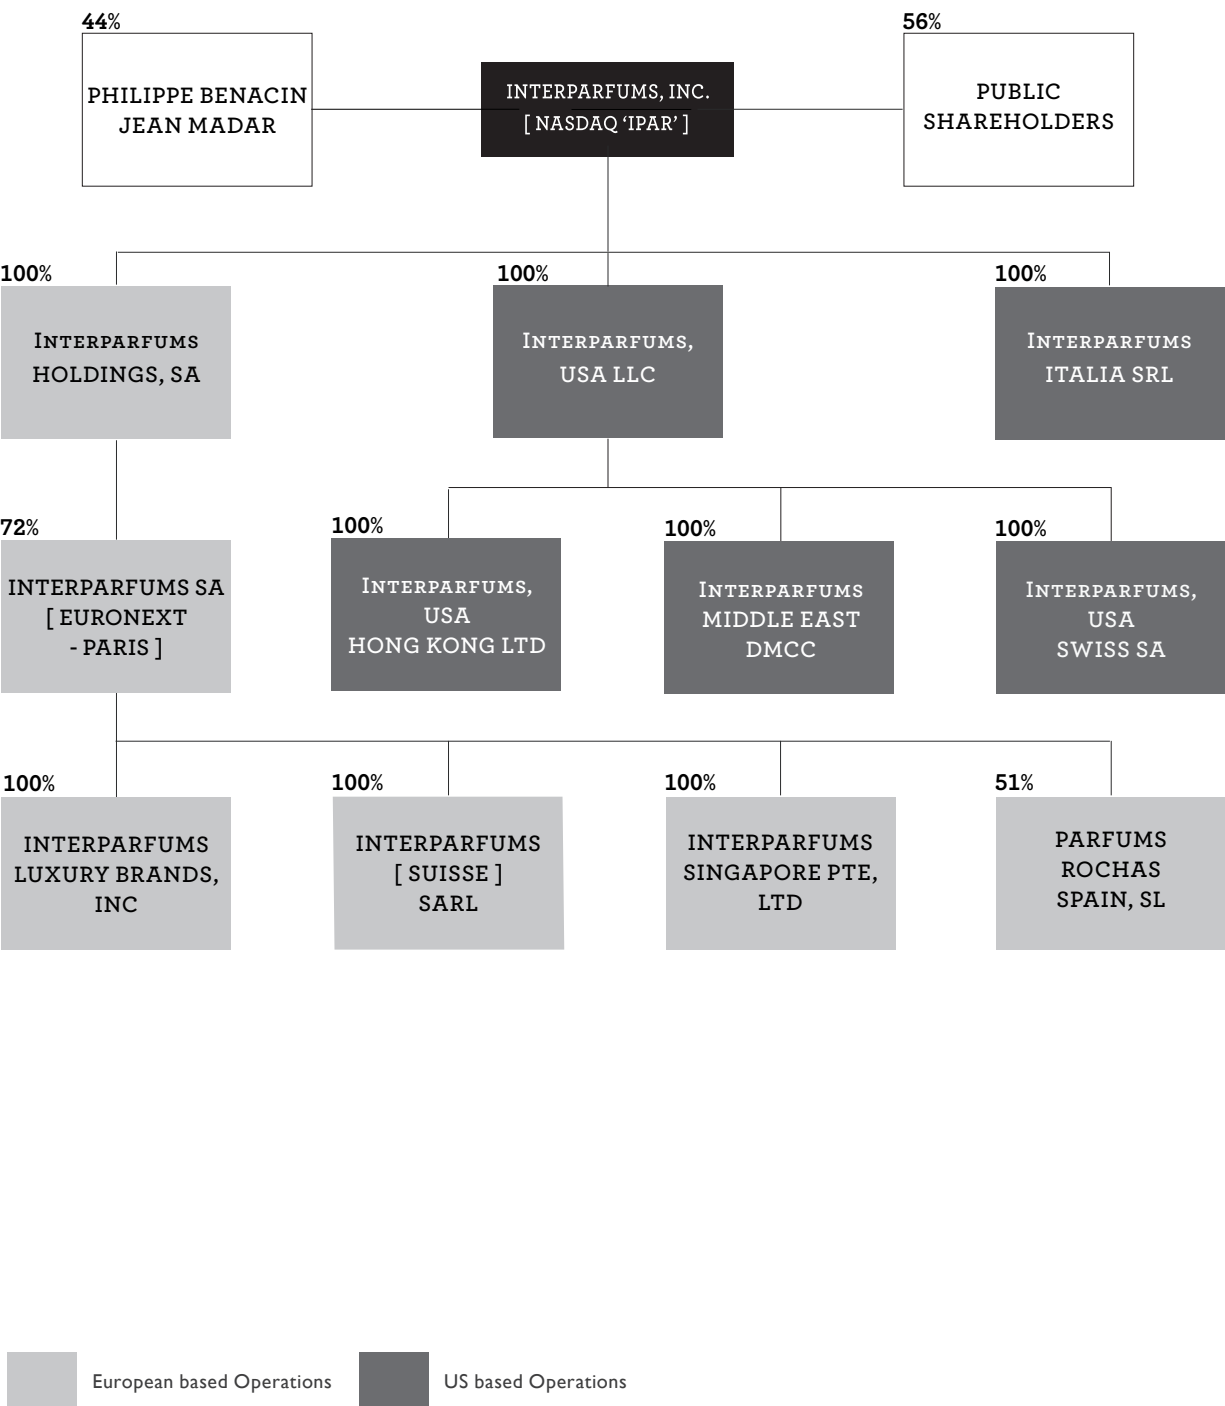 44%
PHILIPPE BENACIN
JEAN MADAR
INTERPARFUMS, INC.
[ NASDAQ ‘IPAR’ ]
56%
PUBLIC
SHAREHOLDERS
100%
INTERPARFUMS
HOLDINGS, SA
100%
INTERPARFUMS,
USA LLC
100%
INTERPARFUMS
ITALIA SRL
72%
INTERPARFUMS SA
[ EURONEXT
- PARIS ]
100%
INTERPARFUMS,
USA
HONG KONG LTD
100%
INTERPARFUMS
MIDDLE EAST
DMCC
100%
INTERPARFUMS,
USA
SWISS SA
100%
INTERPARFUMS
LUXURY BRANDS,
INC
100%
INTERPARFUMS
[ SUISSE ]
SARL
100%
INTERPARFUMS
SINGAPORE PTE,
LTD
51%
PARFUMS
ROCHAS
SPAIN, SL
European based Operations
US based Operations